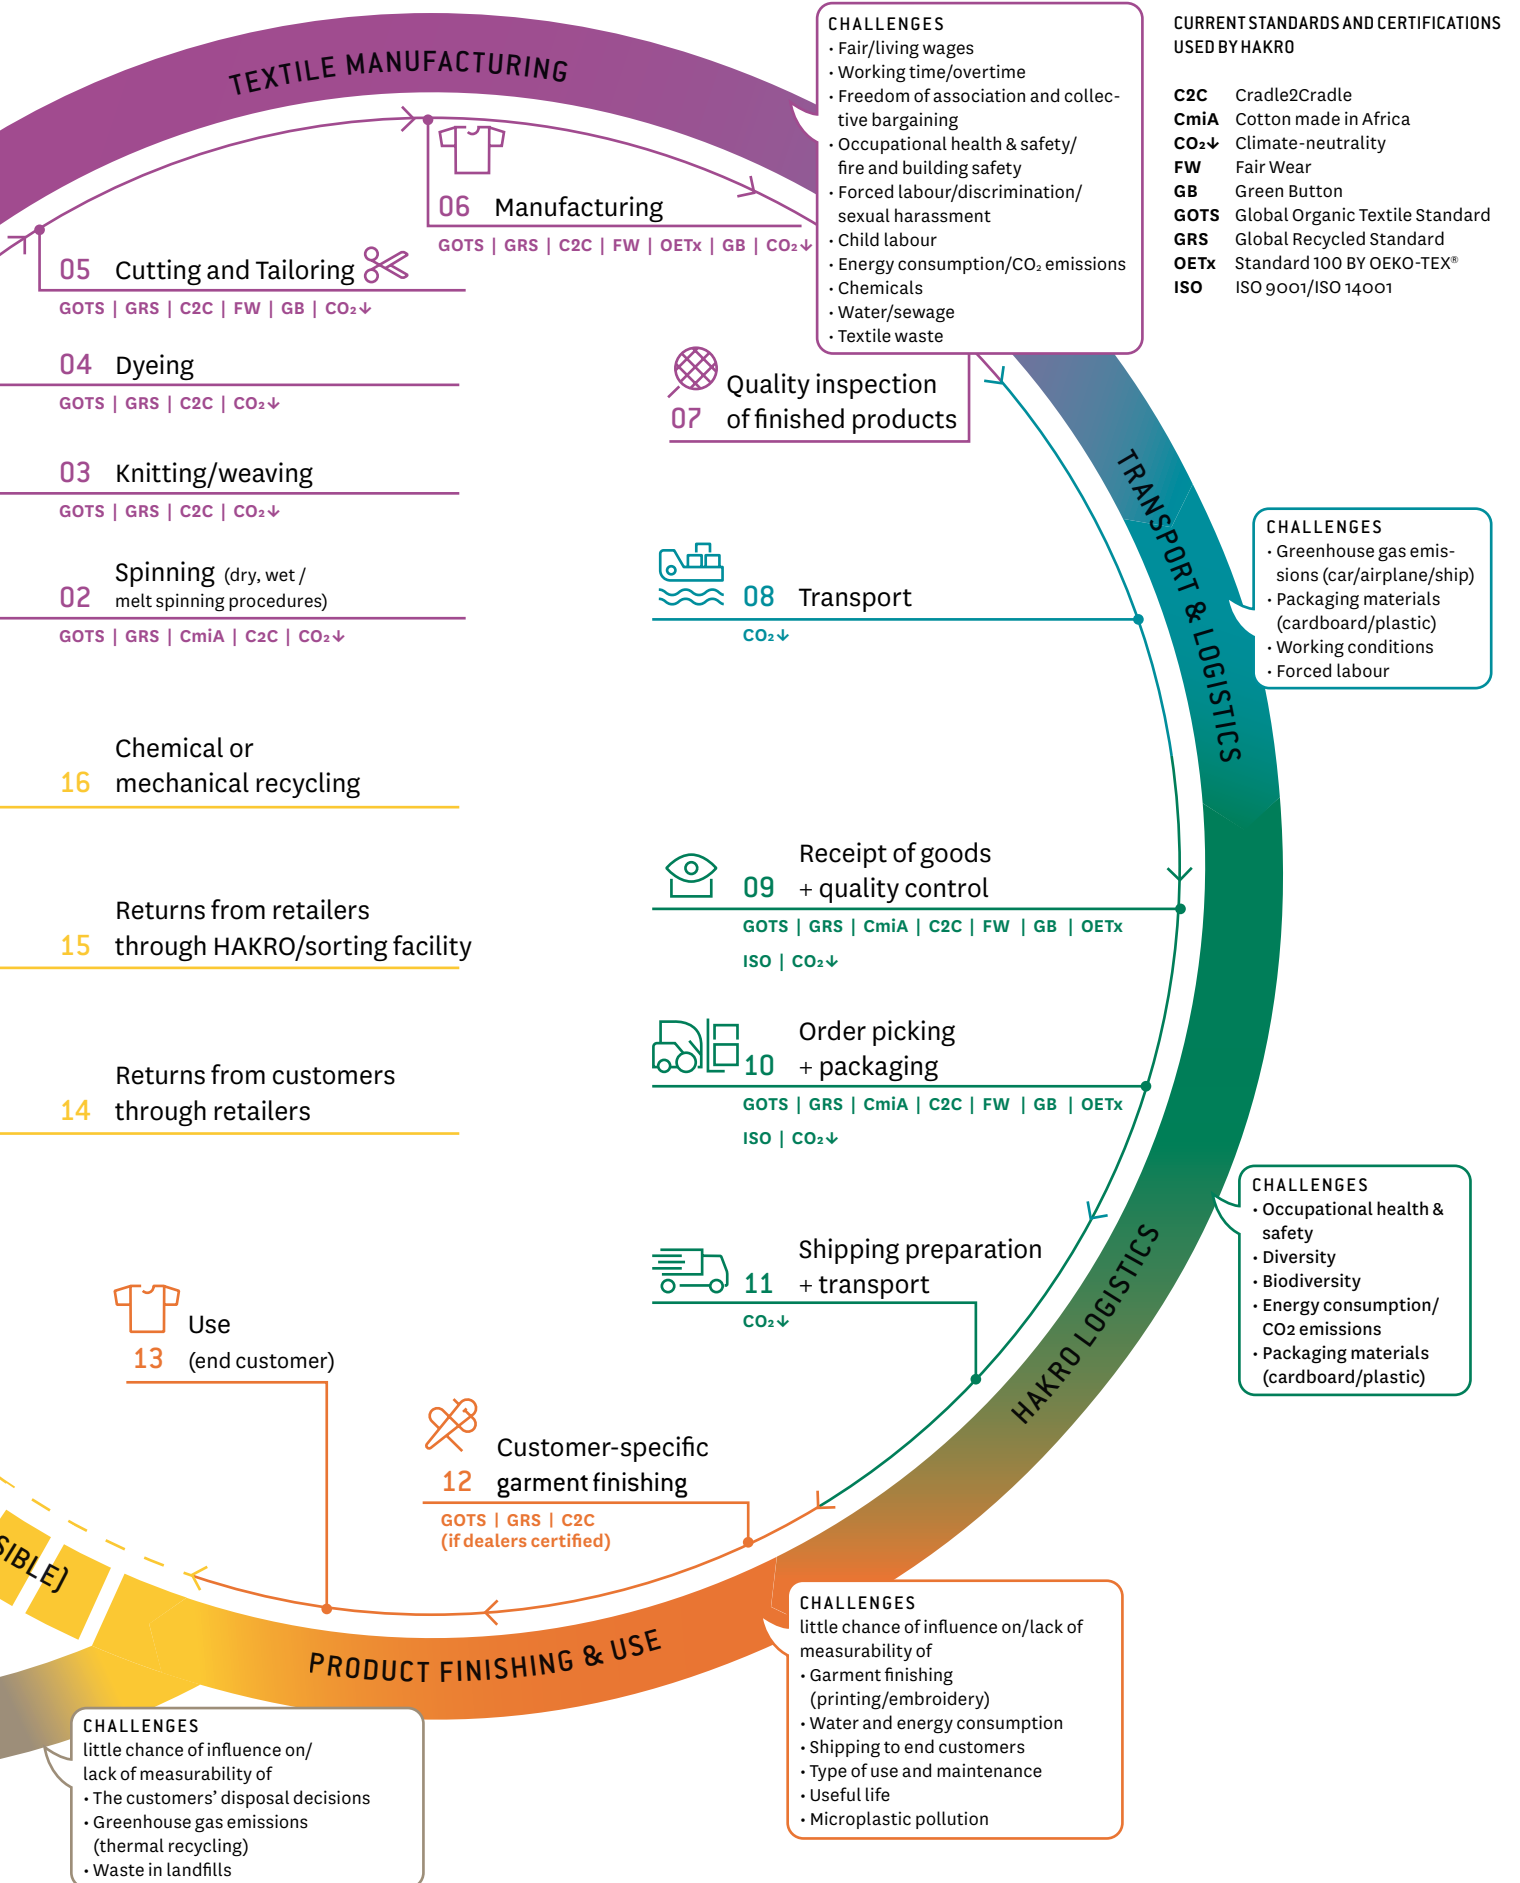 TEXTILE MANUFACTURING
CHALLENGES
· Fair/living wages
· Working time/overtime
· Freedom of association and collec-
tive bargaining
· Occupational health & safety/
fire and building safety
· Forced labour/discrimination/
sexual harassment
· Child labour
· Energy consumption/CO₂ emissions
· Chemicals
· Water/sewage
· Textile waste
CURRENT STANDARDS AND CERTIFICATIONS
USED BY HAKRO
C2C Cradle2Cradle
CmiA Cotton made in Africa
CO₂↓ Climate-neutrality
FW Fair Wear
GB Green Button
GOTS Global Organic Textile Standard
GRS Global Recycled Standard
OETx Standard 100 BY OEKO-TEX®
ISO ISO 9001/ISO 14001
06 Manufacturing
GOTS | GRS | C2C | FW | OETx | GB | CO₂↓
05 Cutting and Tailoring
GOTS | GRS | C2C | FW | GB | CO₂↓
04 Dyeing
GOTS | GRS | C2C | CO₂↓
03 Knitting/weaving
GOTS | GRS | C2C | CO₂↓
Spinning (dry, wet /
02 melt spinning procedures)
GOTS | GRS | CmiA | C2C | CO₂↓
Quality inspection
07 of finished products
TRANSPORT & LOGISTICS
08 Transport
CO₂↓
CHALLENGES
· Greenhouse gas emis-
sions (car/airplane/ship)
· Packaging materials
(cardboard/plastic)
· Working conditions
· Forced labour
Chemical or
16 mechanical recycling
Returns from retailers
15 through HAKRO/sorting facility
Returns from customers
14 through retailers
Receipt of goods
09 + quality control
GOTS | GRS | CmiA | C2C | FW | GB | OETx
ISO | CO₂↓
Order picking
10 + packaging
GOTS | GRS | CmiA | C2C | FW | GB | OETx
ISO | CO₂↓
Shipping preparation
11 + transport
CO₂↓
HAKRO LOGISTICS
CHALLENGES
· Occupational health &
safety
· Diversity
· Biodiversity
· Energy consumption/
CO2 emissions
· Packaging materials
(cardboard/plastic)
Use
13 (end customer)
Customer-specific
12 garment finishing
GOTS | GRS | C2C
(if dealers certified)
SIBLE)
PRODUCT FINISHING & USE
CHALLENGES
little chance of influence on/lack of
measurability of
· Garment finishing
(printing/embroidery)
· Water and energy consumption
· Shipping to end customers
· Type of use and maintenance
· Useful life
· Microplastic pollution
CHALLENGES
little chance of influence on/
lack of measurability of
· The customers’ disposal decisions
· Greenhouse gas emissions
(thermal recycling)
· Waste in landfills